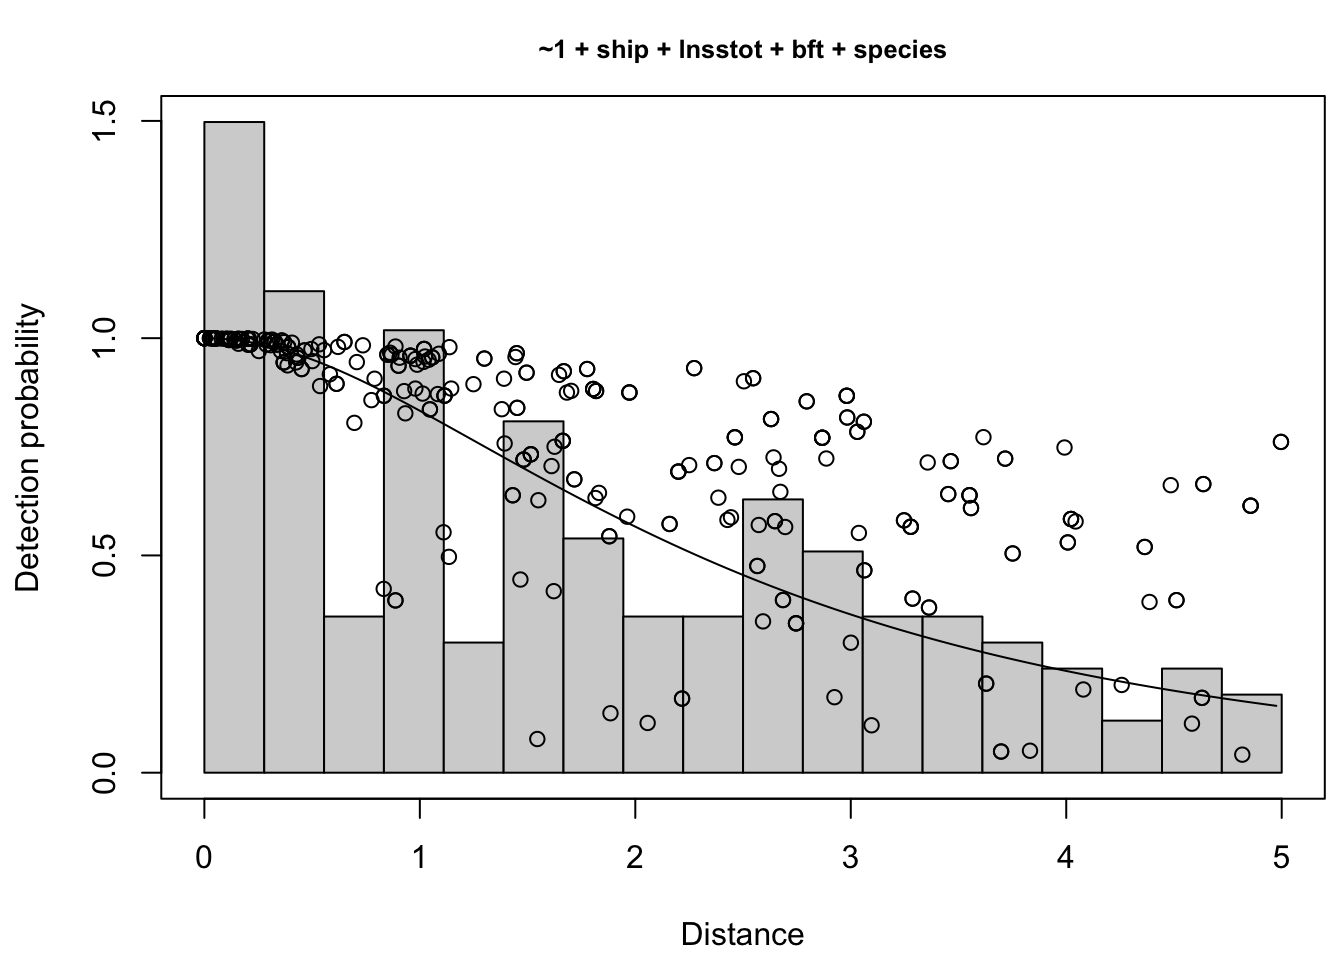 ~1 + ship + lnsstot + bft + species
Detection probability
1.5
1.0
0.5
0.0
0 1 2 3 4 5
Distance